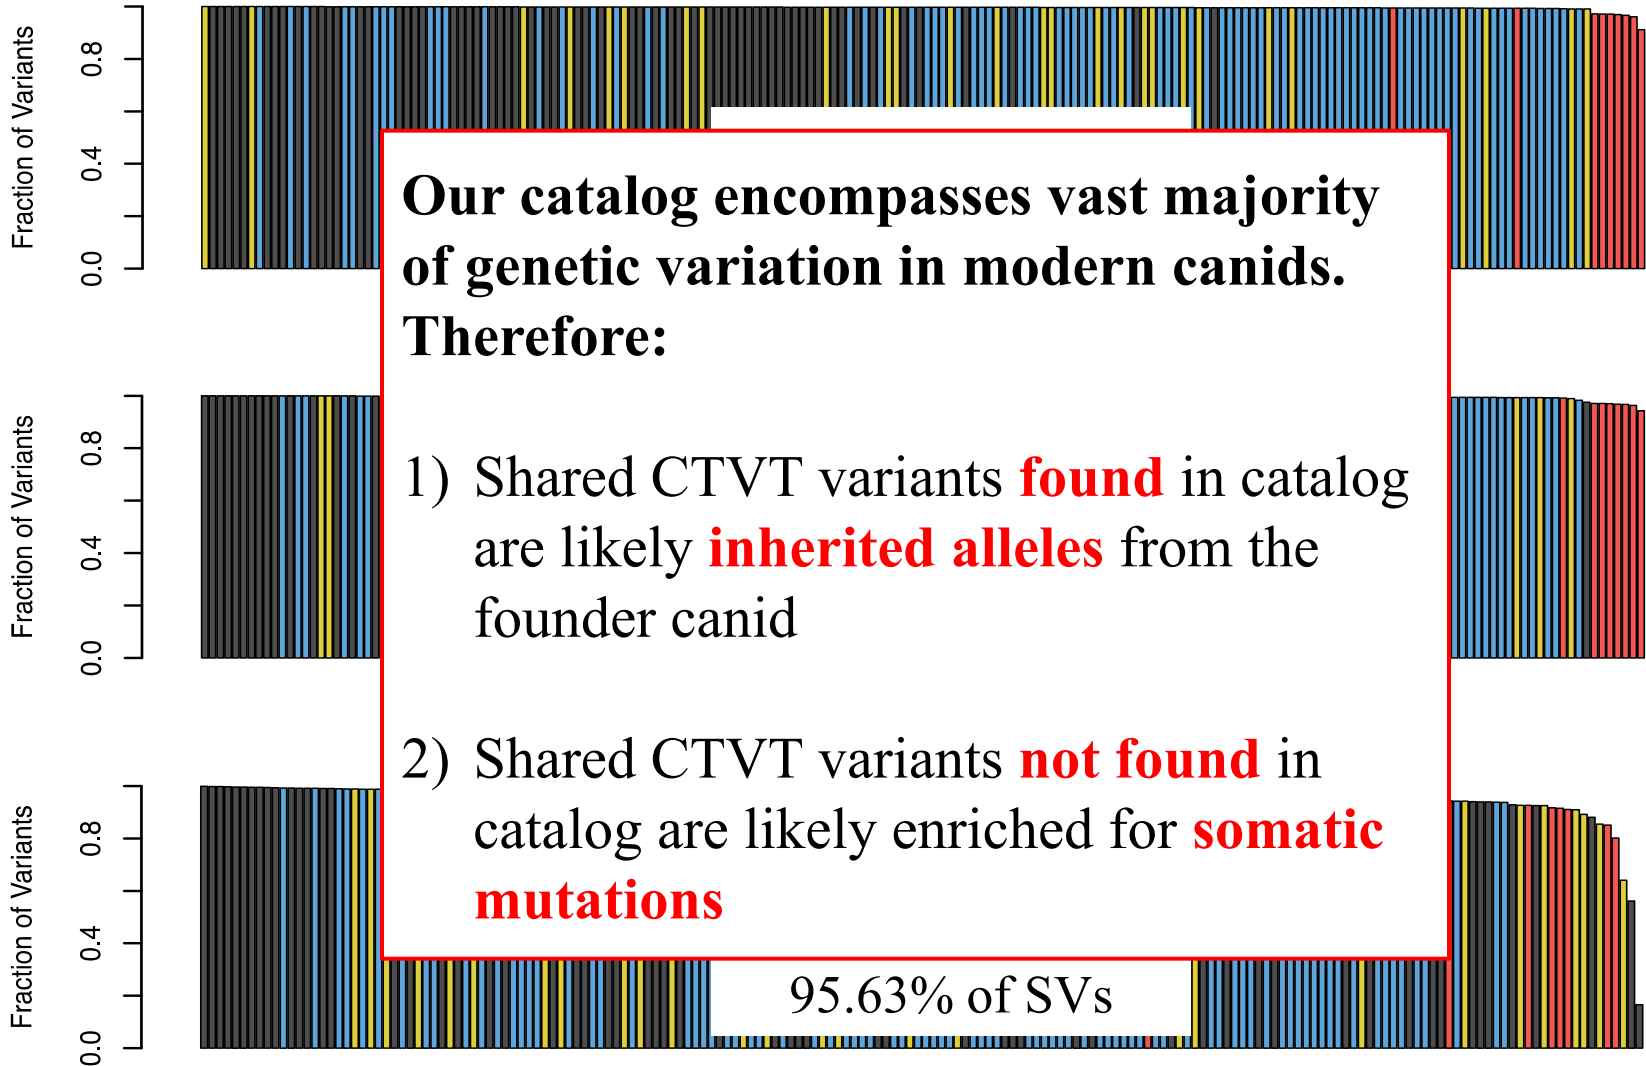 Fraction of Variants
0.8
0.4
0.0
Our catalog encompasses vast majority
of genetic variation in modern canids.
Therefore:
Fraction of Variants
0.8
0.4
0.0
1) Shared CTVT variants found in catalog
are likely inherited alleles from the
founder canid
2) Shared CTVT variants not found in
catalog are likely enriched for somatic
mutations
Fraction of Variants
0.8
0.4
0.0
95.63% of SVs